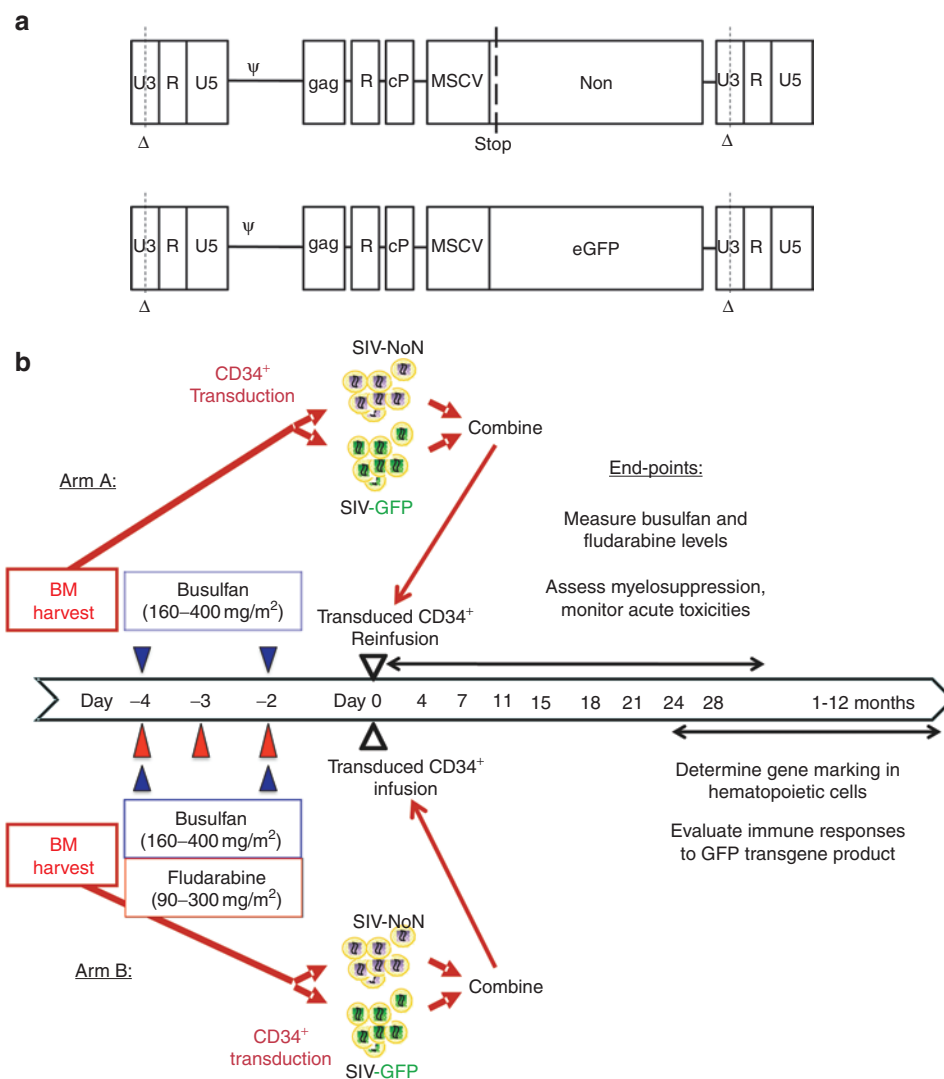 a
U3 R U5 ψ gag R cP MSCV Non U3 R U5
Δ Stop Δ
U3 R U5 ψ gag R cP MSCV eGFP U3 R U5
Δ Δ
b
SIV-NoN
CD34+
Transduction
Combine
Arm A:
SIV-GFP
End-points:
Measure busulfan and
fludarabine levels
BM
harvest
Busulfan
(160–400 mg/m²)
Assess myelosuppression,
monitor acute toxicities
Transduced CD34+
Reinfusion
Day –4 –3 –2 Day 0 4 7 11 15 18 21 24 28 1-12 months
Transduced CD34+
infusion
Determine gene marking in
hematopoietic cells
Evaluate immune responses
to GFP transgene product
BM
harvest
Busulfan
(160–400 mg/m²)
Fludarabine
(90–300 mg/m²)
SIV-NoN
Arm B:
Combine
CD34+
transduction
SIV-GFP